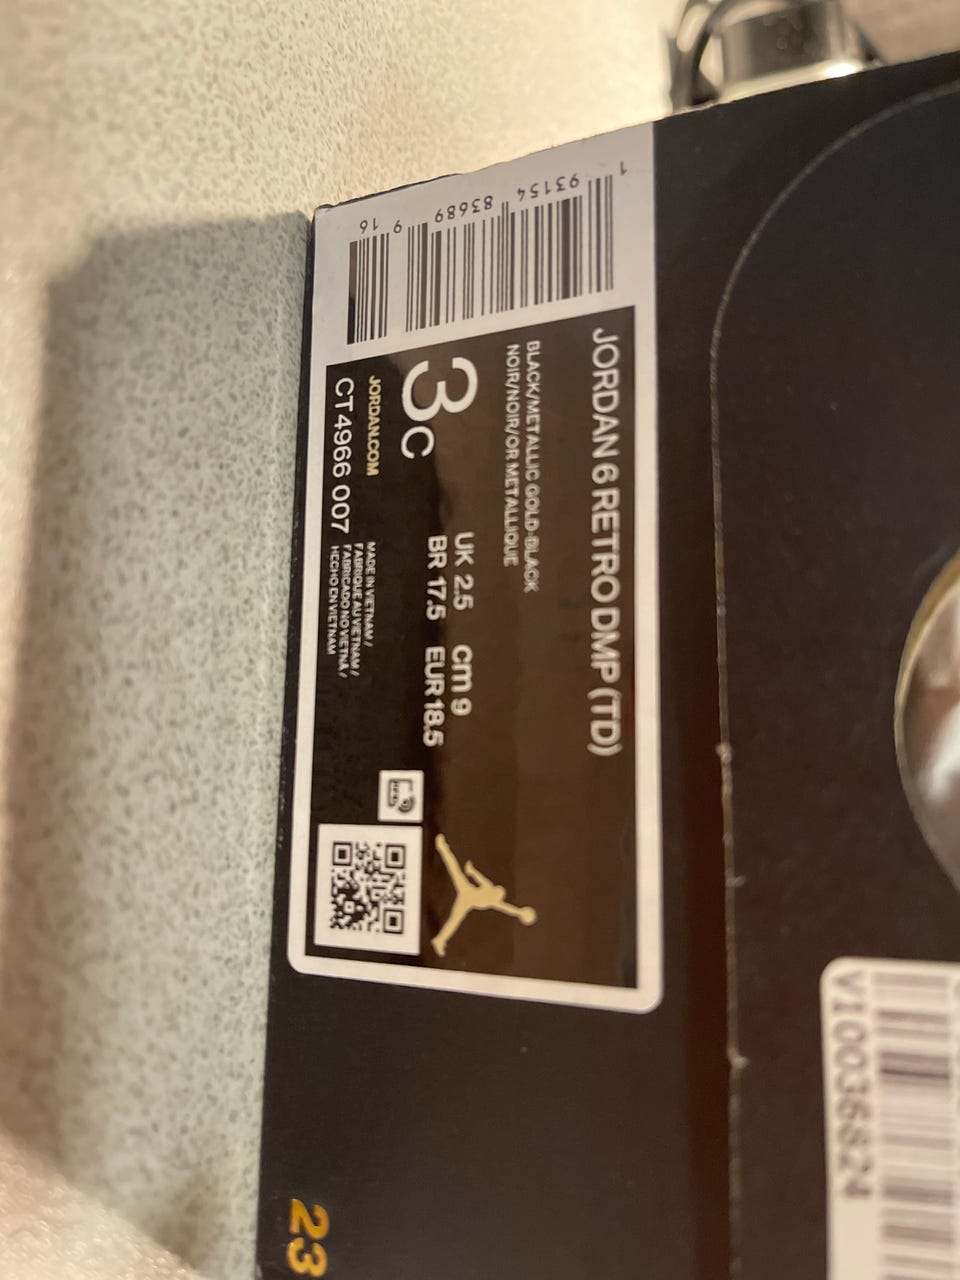 JORDAN 6 RETRO DMP (TD)
BLACK/METALLIC GOLD-BLACK
NOIR/NOIR/OR METALLIQUE
3C
UK 2.5 cm 9
BR 17.5 EUR 18.5
JORDAN.COM
CT4966 007
MADE IN VIETNAM /
FABRIQUE AU VIETNAM /
FABRICADO NO VIETNÃ /
HECHO EN VIETNAM
1 93154 83689 9 16
23
V10036824